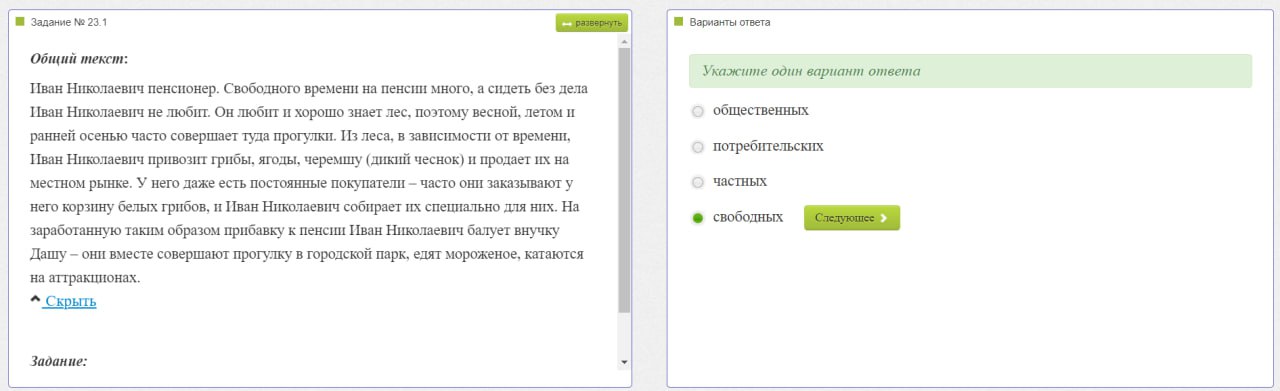 Задание № 23.1
развернуть
Общий текст:
Иван Николаевич пенсионер. Свободного времени на пенсии много, а сидеть без дела
Иван Николаевич не любит. Он любит и хорошо знает лес, поэтому весной, летом и
ранней осенью часто совершает туда прогулки. Из леса, в зависимости от времени,
Иван Николаевич привозит грибы, ягоды, черемшу (дикий чеснок) и продает их на
местном рынке. У него даже есть постоянные покупатели – часто они заказывают у
него корзину белых грибов, и Иван Николаевич собирает их специально для них. На
заработанную таким образом прибавку к пенсии Иван Николаевич балует внучку
Дашу – они вместе совершают прогулку в городской парк, едят мороженое, катаются
на аттракционах.
Скрыть
Задание:
Варианты ответа
Укажите один вариант ответа
общественных
потребительских
частных
свободных
Следующее